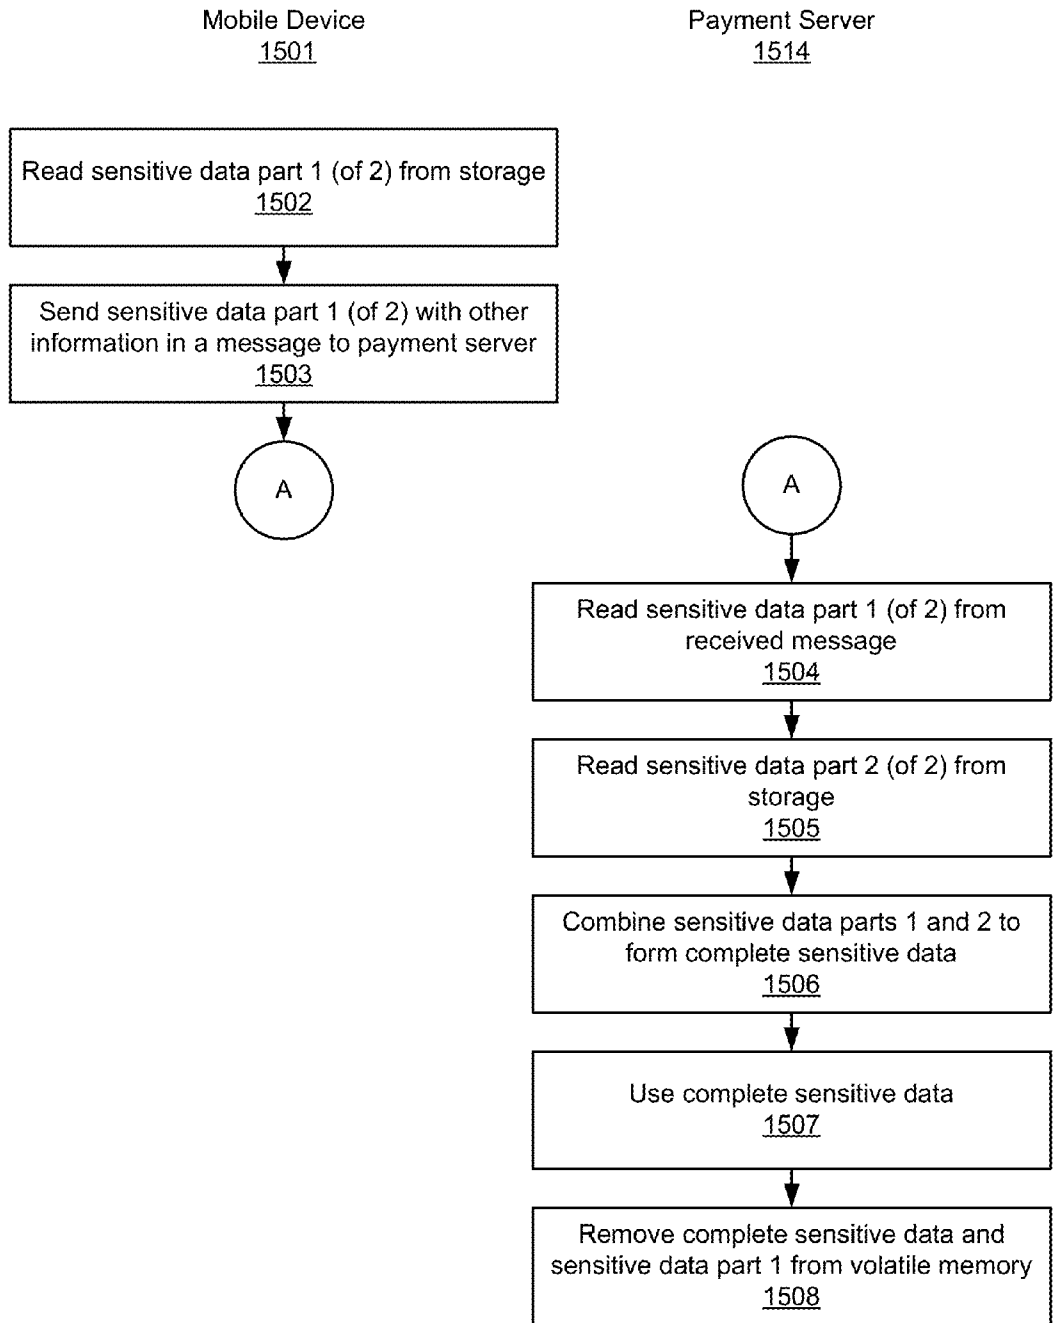 Mobile Device
1501
Payment Server
1514
Read sensitive data part 1 (of 2) from storage
1502
Send sensitive data part 1 (of 2) with other
information in a message to payment server
1503
A
A
Read sensitive data part 1 (of 2) from
received message
1504
Read sensitive data part 2 (of 2) from
storage
1505
Combine sensitive data parts 1 and 2 to
form complete sensitive data
1506
Use complete sensitive data
1507
Remove complete sensitive data and
sensitive data part 1 from volatile memory
1508